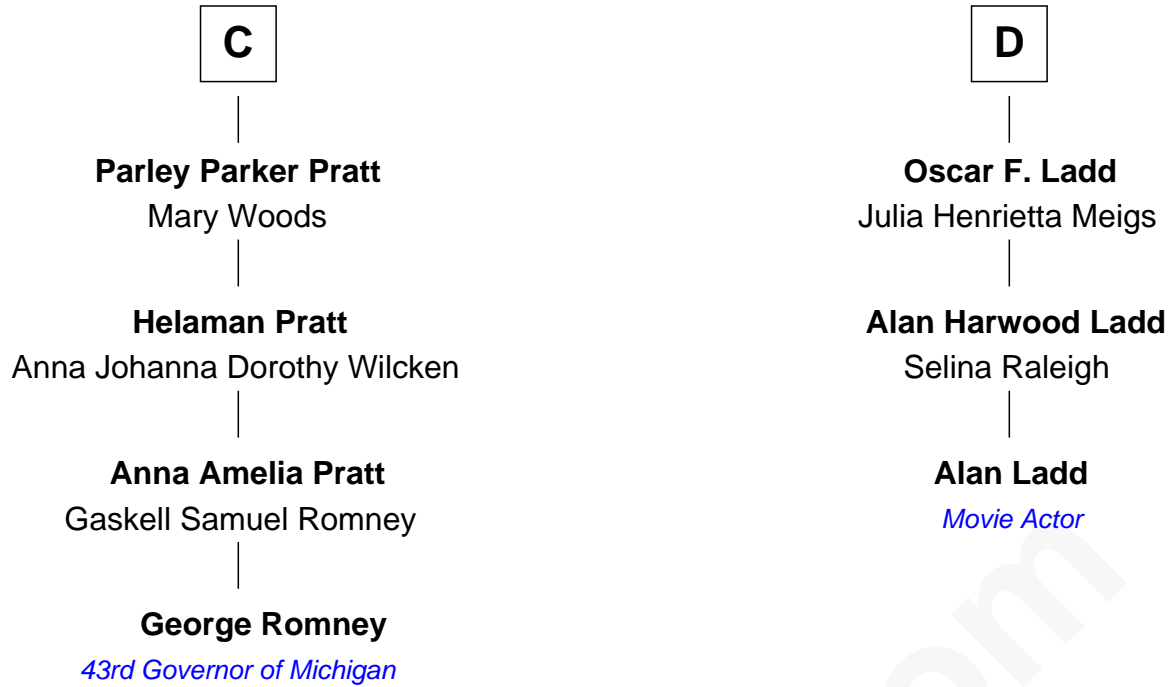 C
Parley Parker Pratt
Mary Woods
Helaman Pratt
Anna Johanna Dorothy Wilcken
Anna Amelia Pratt
Gaskell Samuel Romney
George Romney
43rd Governor of Michigan
D
Oscar F. Ladd
Julia Henrietta Meigs
Alan Harwood Ladd
Selina Raleigh
Alan Ladd
Movie Actor
om